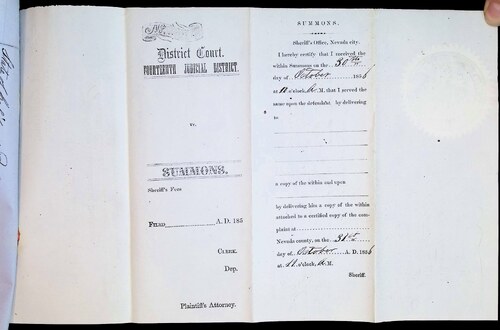 No.
District Court.
FOURTEENTH JUDICIAL DISTRICT.
vs.
SUMMONS.
Sheriff's Fees
FILED A. D. 185
CLERK.
Dep.
Plaintiff's Attorney.
SUMMONS.
Sheriff's Office, Nevada city.
I hereby certify that I received the
within Summons on the 30th
day of October 1856
at 11 o'clock, A.M. that I served the
same upon the defendant by delivering
to
a copy of the within and upon
by delivering him a copy of the within
attached to a certified copy of the com-
plaint at
Nevada county, on the 31st
day of October A. D. 1856
at 11 o'clock, A.M.
Sheriff.